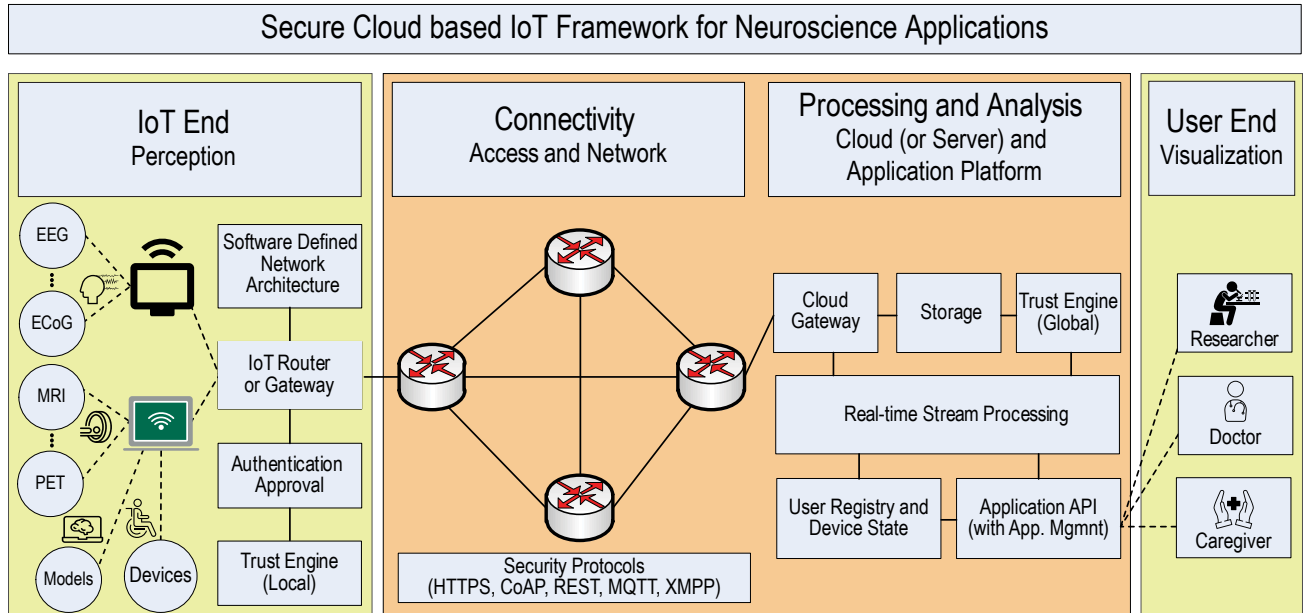 Secure Cloud based IoT Framework for Neuroscience Applications
IoT End
Perception
Connectivity
Access and Network
Processing and Analysis
Cloud (or Server) and
Application Platform
User End
Visualization
EEG
ECoG
MRI
PET
Models
Devices
Software Defined
Network
Architecture
IoT Router
or Gateway
Authentication
Approval
Trust Engine
(Local)
Security Protocols
(HTTPS, CoAP, REST, MQTT, XMPP)
Cloud
Gateway
Storage
Trust Engine
(Global)
Real-time Stream Processing
User Registry and
Device State
Application API
(with App. Mgmnt)
Researcher
Doctor
Caregiver